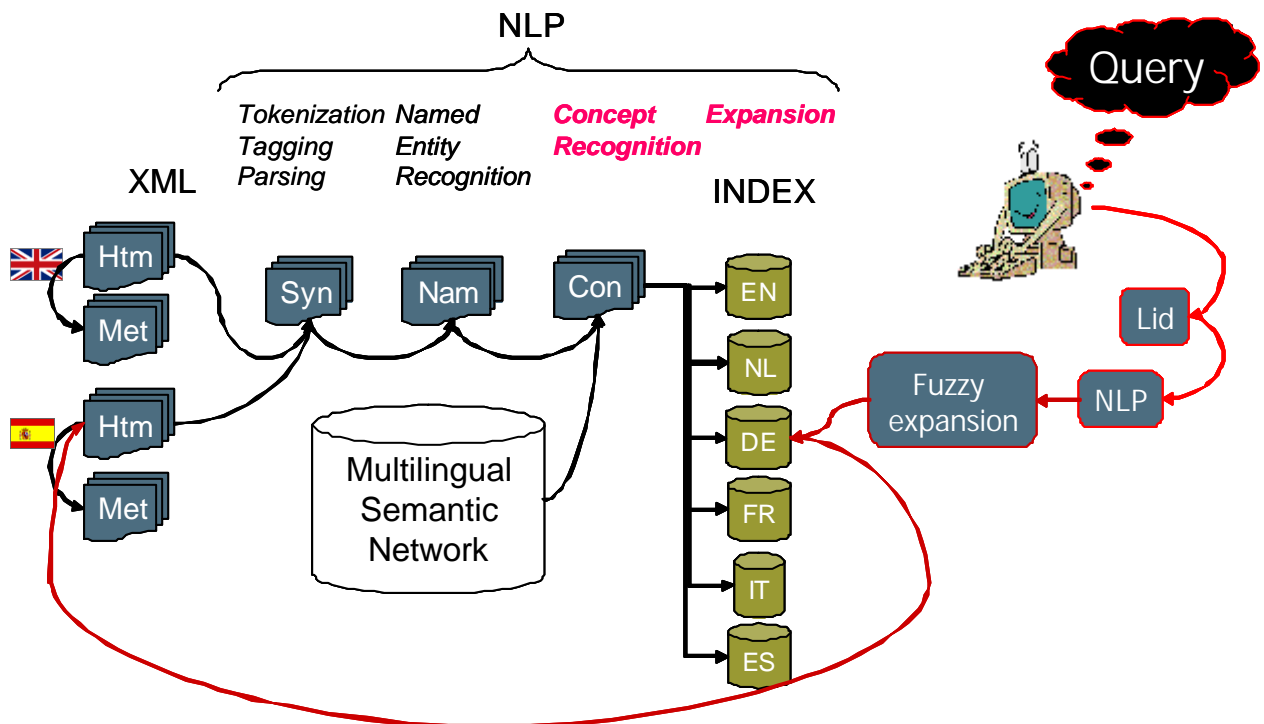 NLP
Query
Tokenization Named Concept Expansion
Tagging Entity Recognition
Parsing Recognition
XML
INDEX
Htm
Met
Syn
Nam
Con
EN
Lid
NL
Fuzzy
expansion
NLP
Htm
DE
Met
Multilingual
Semantic
Network
FR
IT
ES